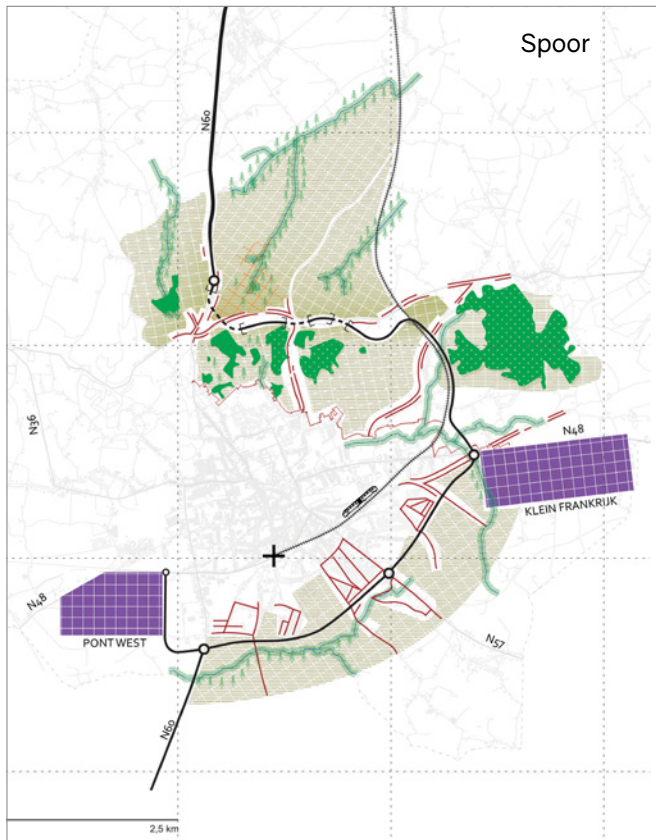 Spoor
N60
N36
N48
KLEIN FRANKRIJK
N48
PONT WEST
N57
N60
2,5 km